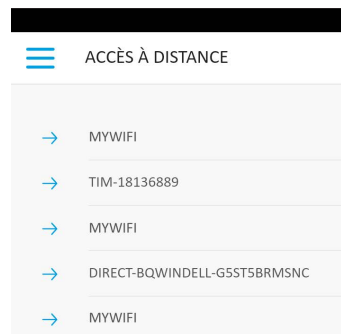 ACCÈS À DISTANCE
MYWIFI
TIM-18136889
MYWIFI
DIRECT-BQWINDELL-G5ST5BRMSNC
MYWIFI